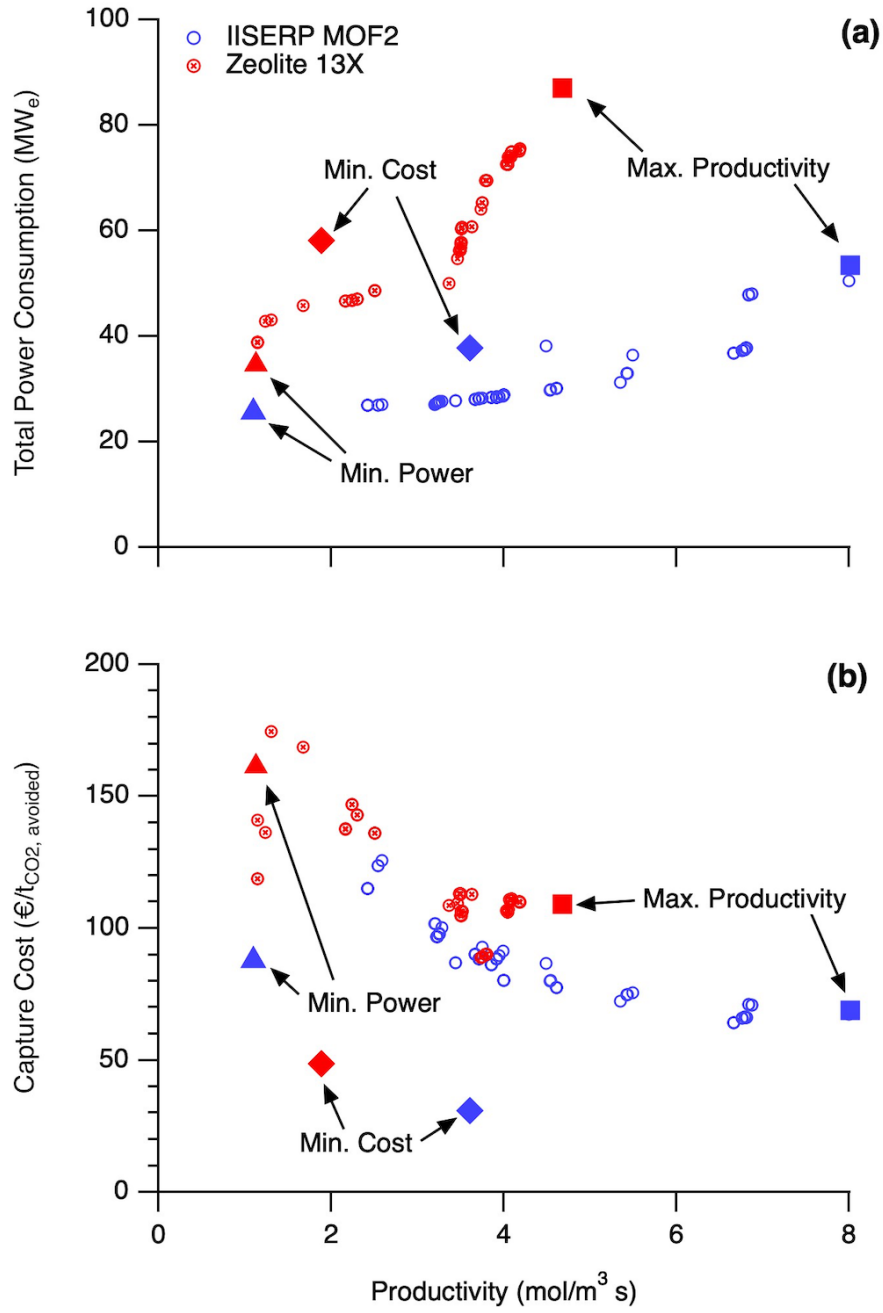 (a)
IISERP MOF2
Zeolite 13X
Min. Cost
Max. Productivity
Min. Power
Total Power Consumption (MWe)
100
80
60
40
20
0
(b)
Max. Productivity
Min. Power
Min. Cost
Capture Cost (€/tCO2, avoided)
200
150
100
50
0
0 2 4 6 8
Productivity (mol/m³ s)